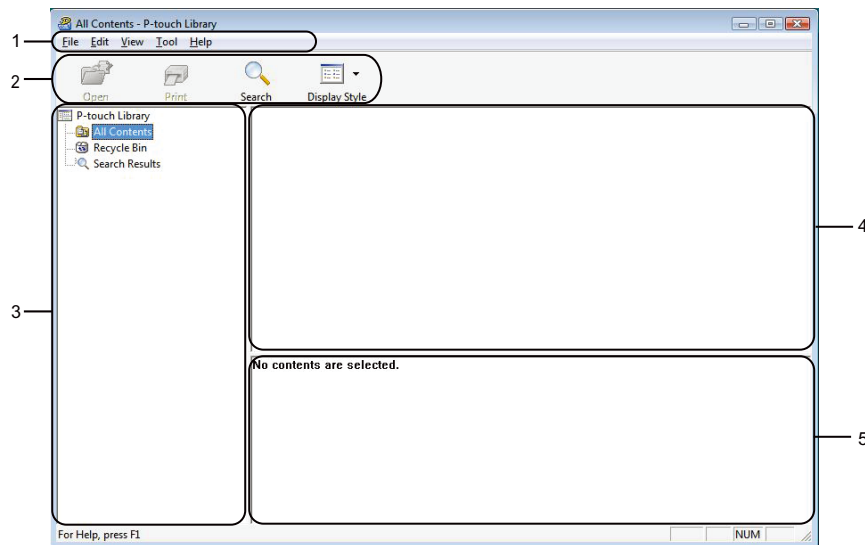 All Contents - P-touch Library
1
File Edit View Tool Help
2
Open Print Search Display Style
P-touch Library
All Contents
Recycle Bin
Search Results
3
4
No contents are selected.
5
For Help, press F1 NUM